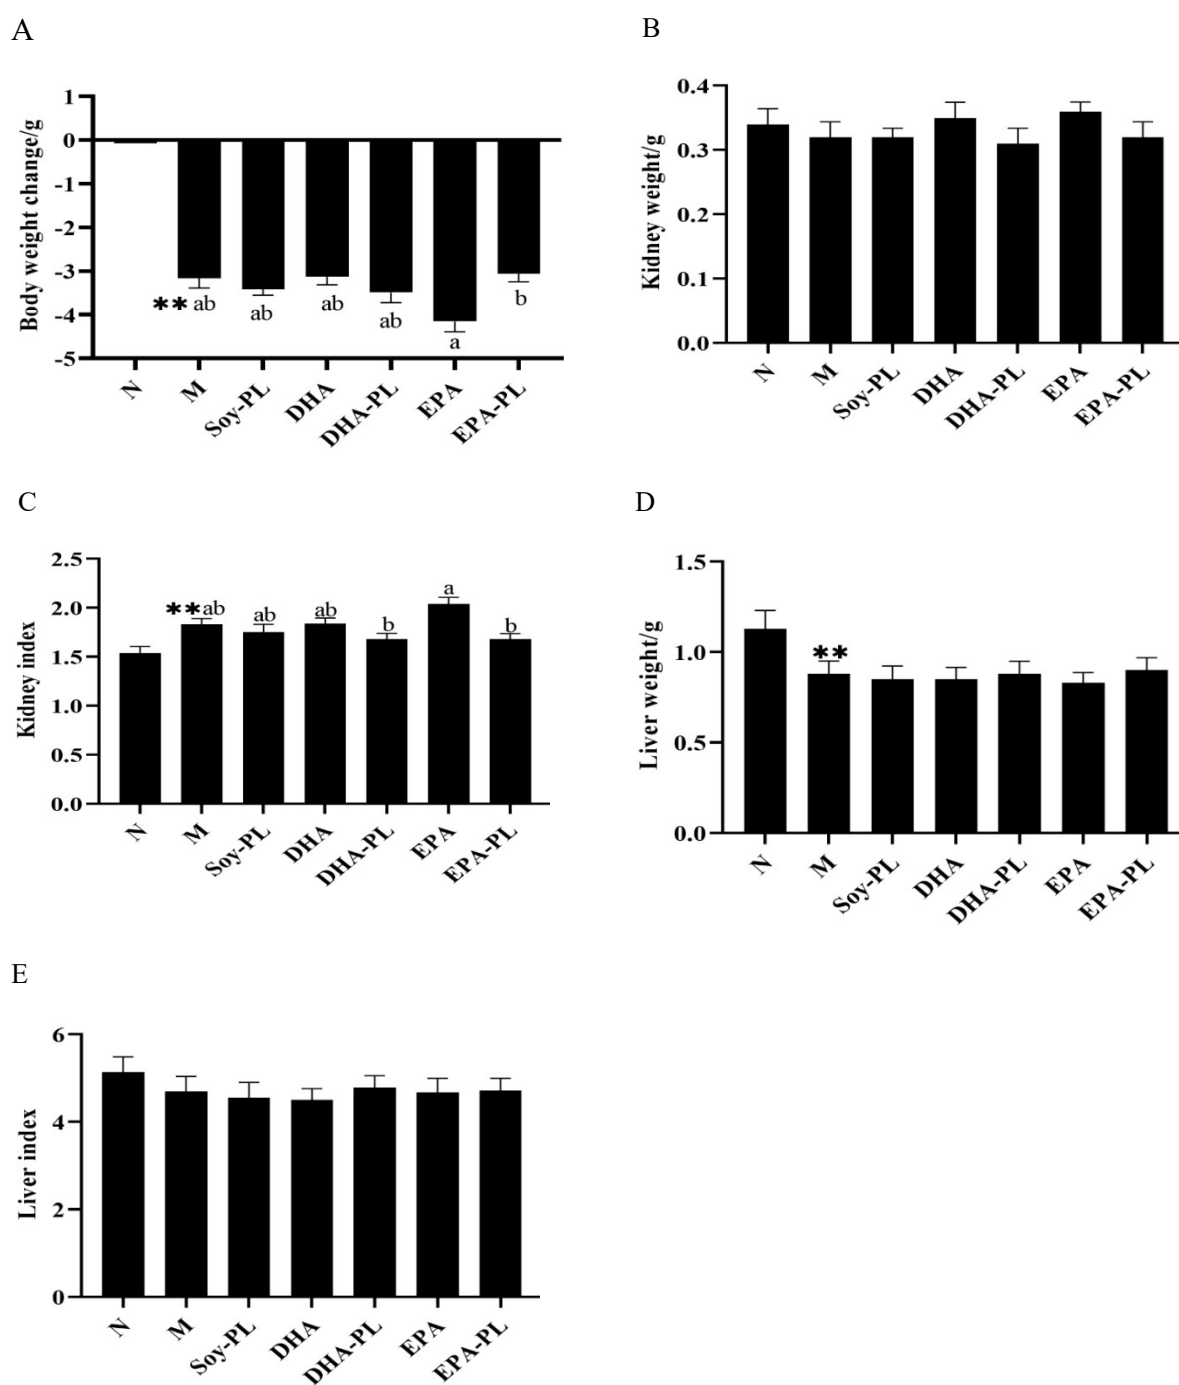 A
Body weight change/g
1
0
-1
-2
-3
-4
-5
** ab
ab
ab
ab
a
b
N
M
Soy-PL
DHA
DHA-PL
EPA
EPA-PL
B
Kidney weight/g
0.4
0.3
0.2
0.1
0.0
N
M
Soy-PL
DHA
DHA-PL
EPA
EPA-PL
C
Kidney index
2.5
2.0
1.5
1.0
0.5
0.0
**ab
ab
ab
b
a
b
N
M
Soy-PL
DHA
DHA-PL
EPA
EPA-PL
D
Liver weight/g
1.5
1.0
0.5
0.0
**
N
M
Soy-PL
DHA
DHA-PL
EPA
EPA-PL
E
Liver index
6
4
2
0
N
M
Soy-PL
DHA
DHA-PL
EPA
EPA-PL